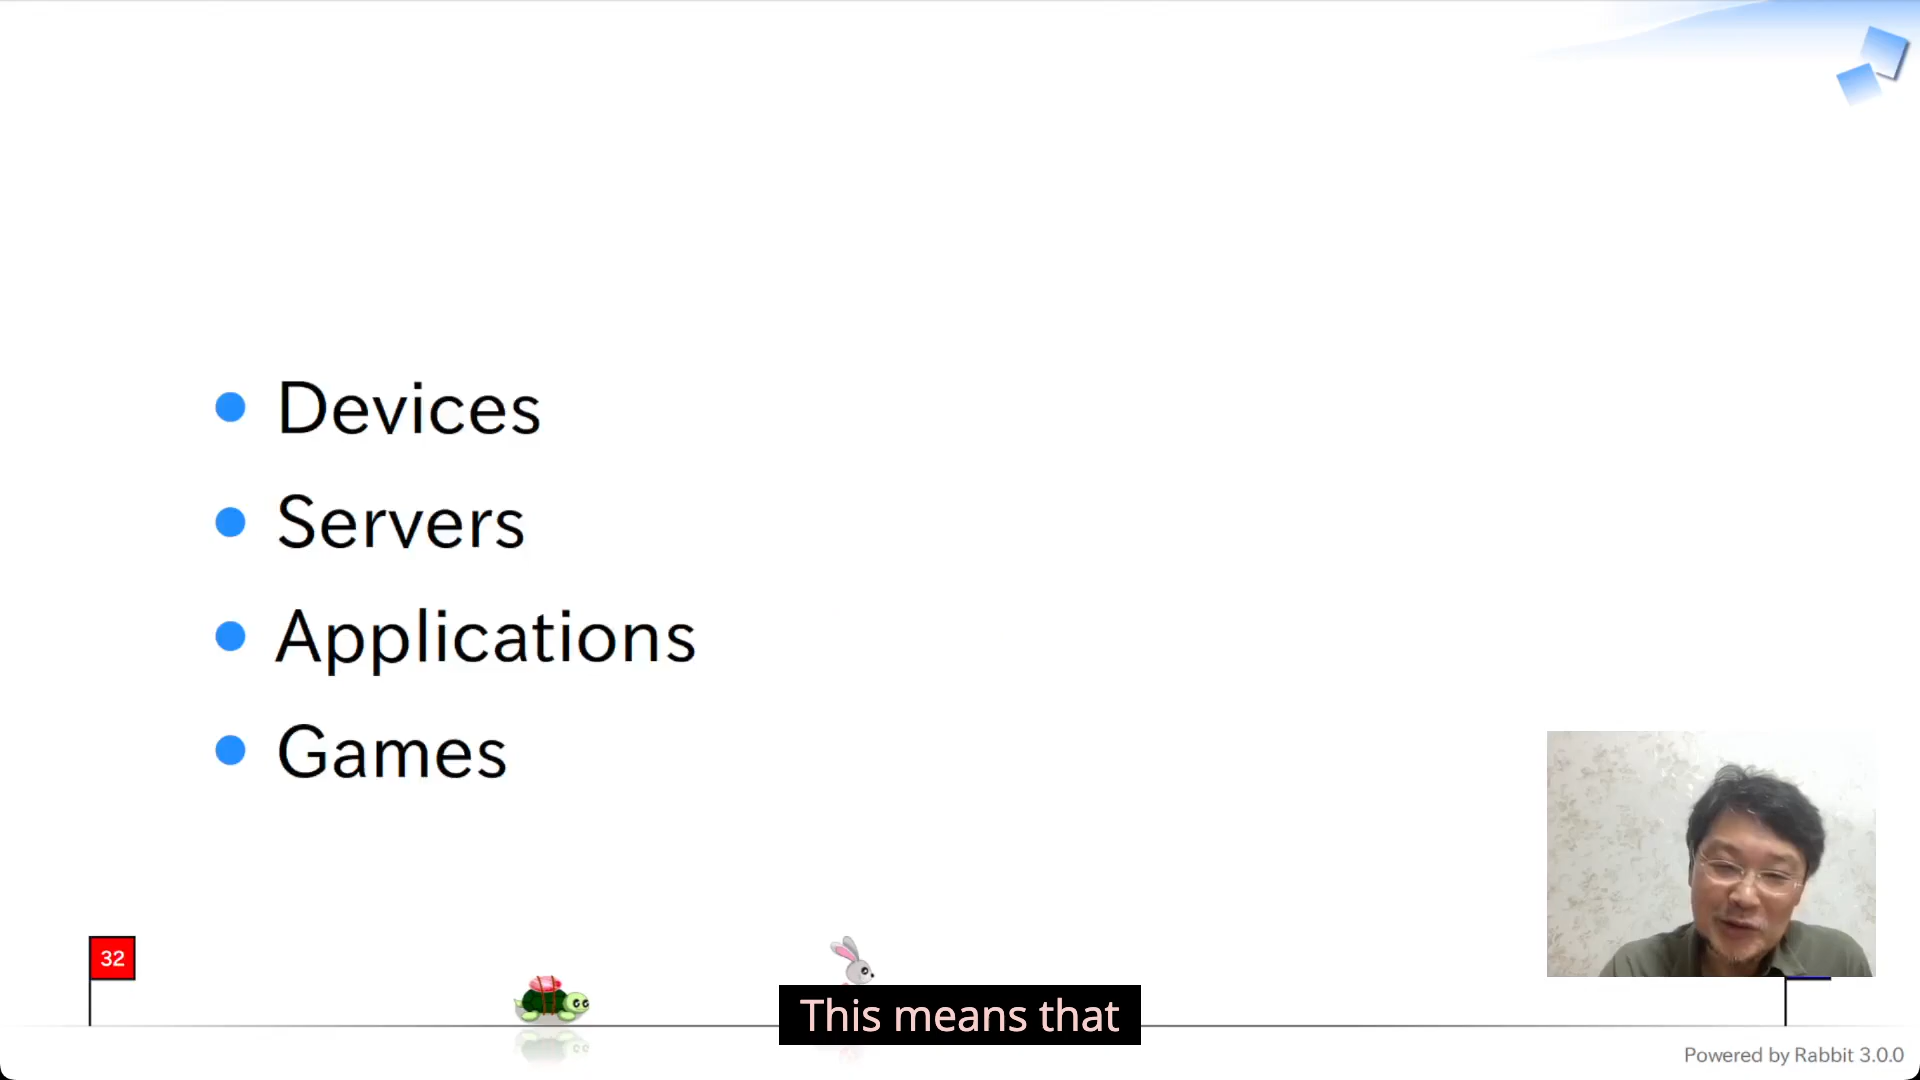 Devices
Servers
Applications
Games
32
This means that
Powered by Rabbit 3.0.0